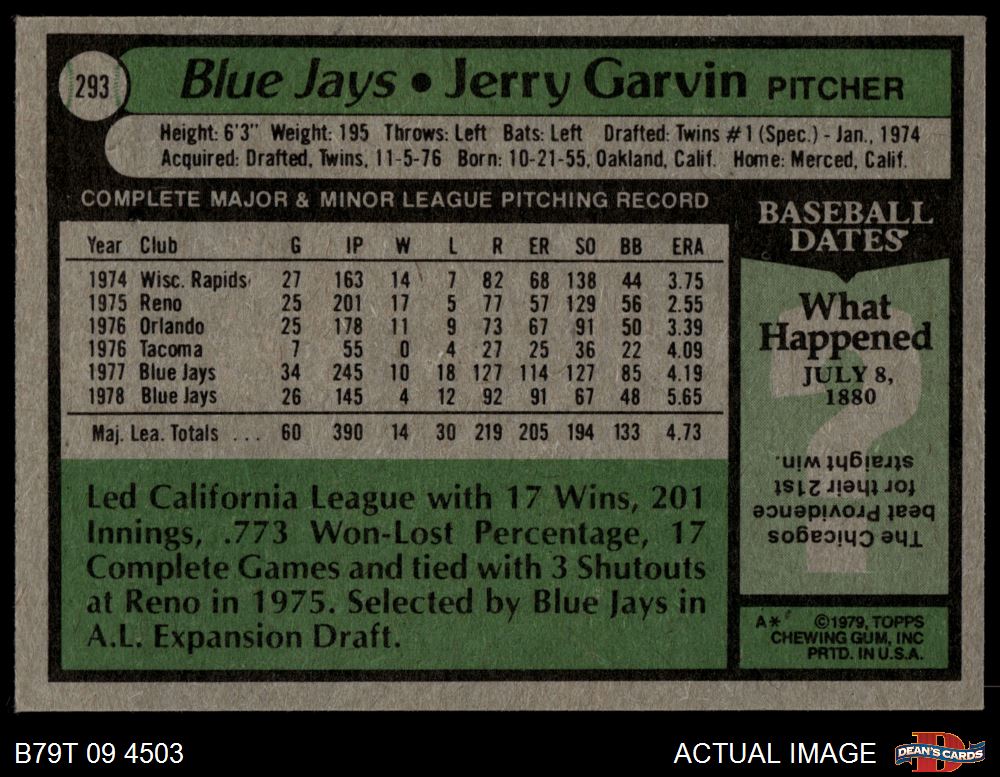 293
Blue Jays • Jerry Garvin PITCHER
Height: 6'3" Weight: 195 Throws: Left Bats: Left Drafted: Twins #1 (Spec.) - Jan., 1974
Acquired: Drafted, Twins, 11-5-76 Born: 10-21-55, Oakland, Calif. Home: Merced, Calif.
COMPLETE MAJOR & MINOR LEAGUE PITCHING RECORD
Year Club G IP W L R ER SO BB ERA
1974 Wisc. Rapids 27 163 14 7 82 68 138 44 3.75
1975 Reno 25 201 17 5 77 57 129 56 2.55
1976 Orlando 25 178 11 9 73 67 91 50 3.39
1976 Tacoma 7 55 0 4 27 25 36 22 4.09
1977 Blue Jays 34 245 10 18 127 114 127 85 4.19
1978 Blue Jays 26 145 4 12 92 91 67 48 5.65
Maj. Lea. Totals ... 60 390 14 30 219 205 194 133 4.73
Led California League with 17 Wins, 201
Innings, .773 Won-Lost Percentage, 17
Complete Games and tied with 3 Shutouts
at Reno in 1975. Selected by Blue Jays in
A.L. Expansion Draft.
BASEBALL
DATES
What
Happened
JULY 8,
1880
The Chicagos
beat Providence
for their 21st
straight win.
A* ©1979, TOPPS
CHEWING GUM, INC
PRTD. IN U.S.A.
B79T 09 4503
ACTUAL IMAGE
DEAN'S CARDS